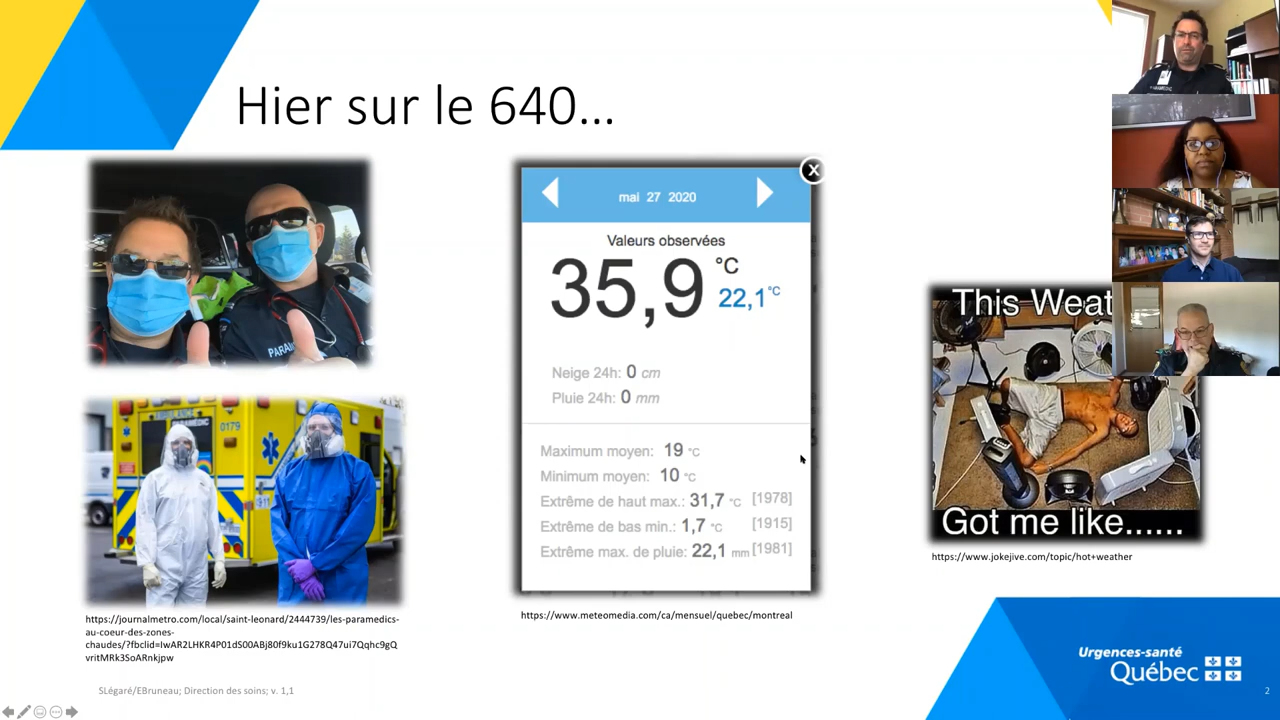 Hier sur le 640...
PARAMEDIC
mai 27 2020
X
Valeurs observées
35,9 °C
22,1°C
Neige 24h: 0 cm
Pluie 24h: 0 mm
Maximum moyen: 19 °C
Minimum moyen: 10 °C
Extrême de haut max.: 31,7 °C [1978]
Extrême de bas min.: 1,7 °C [1915]
Extrême max. de pluie: 22,1 mm [1981]
https://www.meteomedia.com/ca/mensuel/quebec/montreal
This Weat
Got me like......
https://www.jokejive.com/topic/hot+weather
PARAM
AMBULANCE
PARAMÉDIC
0179
911
https://journalmetro.com/local/saint-leonard/2444739/les-paramedics-
au-coeur-des-zones-
chaudes/?fbclid=IwAR2LHKR4P01dS00ABj80f9ku1G278Q47ui7Qqhc9gQ
vritMRk3SoARnkjpw
SLégaré/EBruneau; Direction des soins; v. 1,1
Urgences-santé
Québec
2